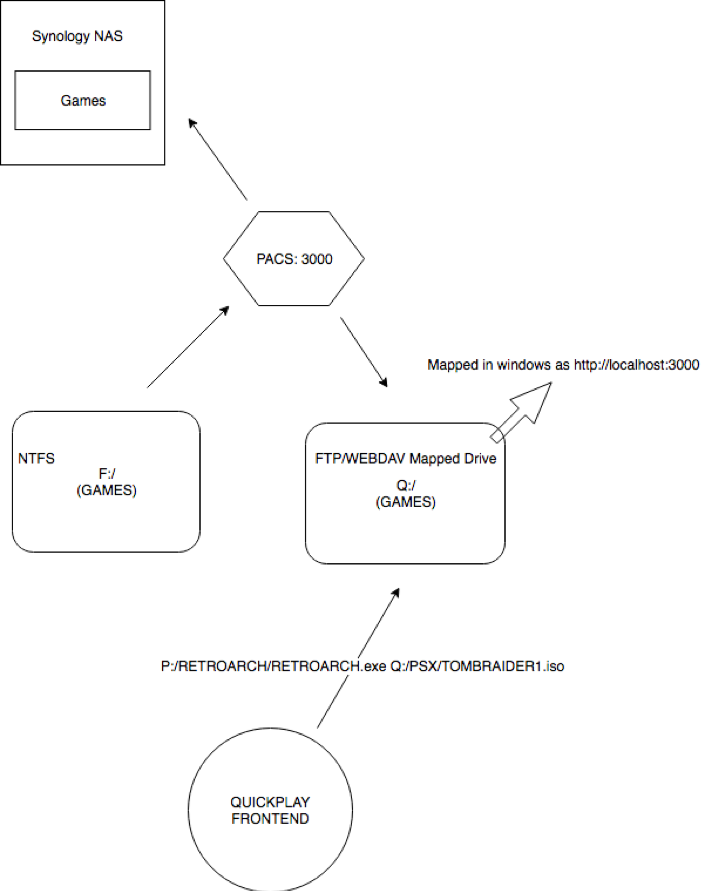 Synology NAS
Games
PACS: 3000
Mapped in windows as http://localhost:3000
NTFS
F:/
(GAMES)
FTP/WEBDAV Mapped Drive
Q:/
(GAMES)
P:/RETROARCH/RETROARCH.exe Q:/PSX/TOMBRAIDER1.iso
QUICKPLAY
FRONTEND